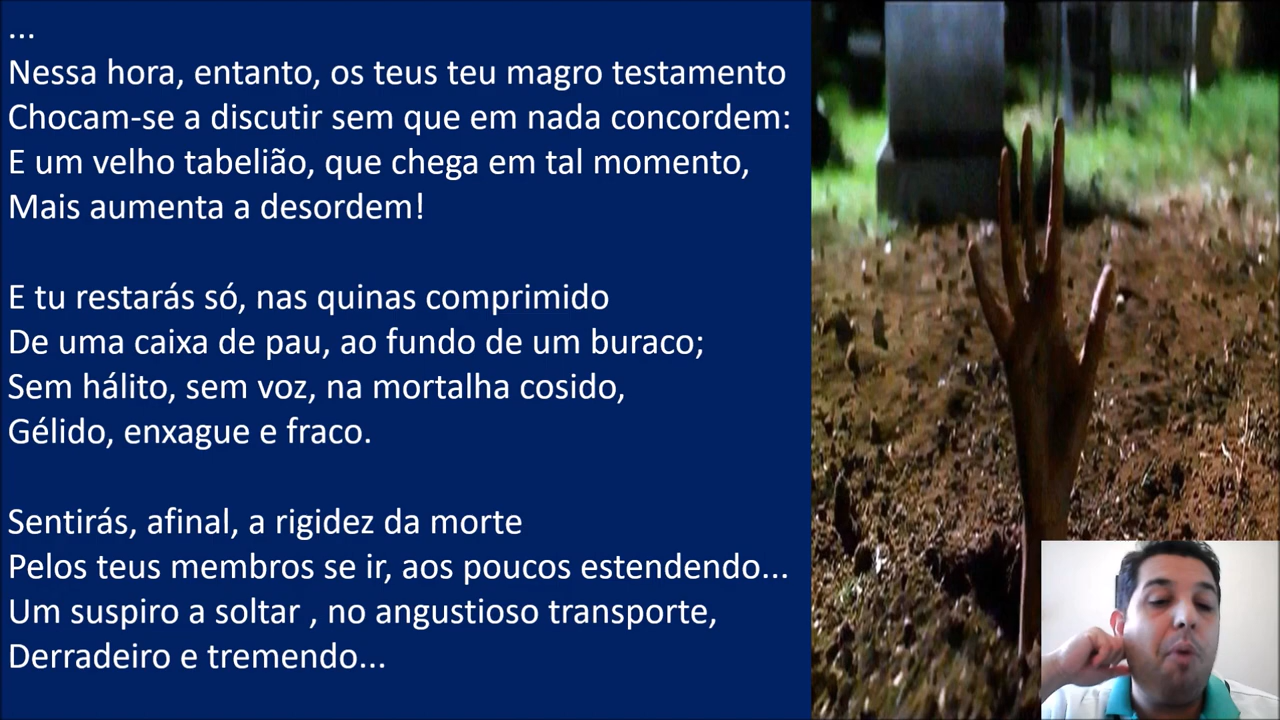 ...
Nessa hora, entanto, os teus teu magro testamento
Chocam-se a discutir sem que em nada concordem:
E um velho tabelião, que chega em tal momento,
Mais aumenta a desordem!
E tu restarás só, nas quinas comprimido
De uma caixa de pau, ao fundo de um buraco;
Sem hálito, sem voz, na mortalha cosido,
Gélido, enxague e fraco.
Sentirás, afinal, a rigidez da morte
Pelos teus membros se ir, aos poucos estendendo...
Um suspiro a soltar , no angustioso transporte,
Derradeiro e tremendo...